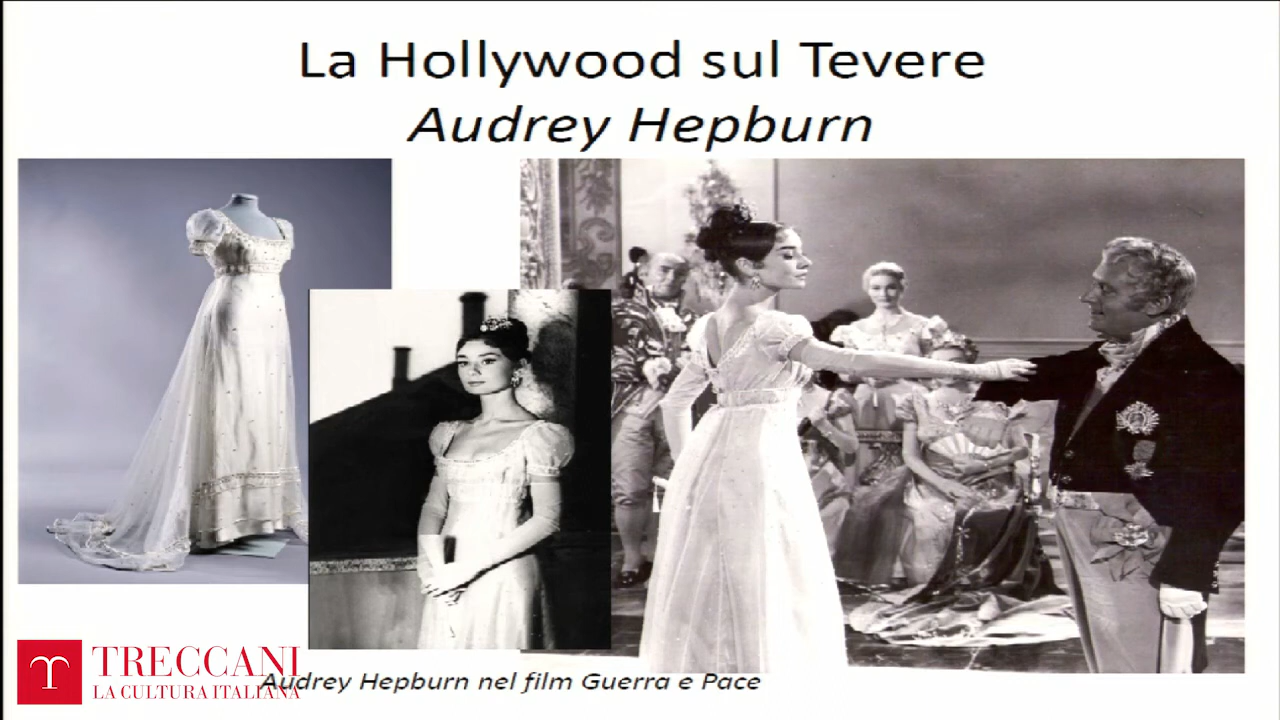 La Hollywood sul Tevere
Audrey Hepburn
TRECCANI
LA CULTURA ITALIANA
Audrey Hepburn nel film Guerra e Pace